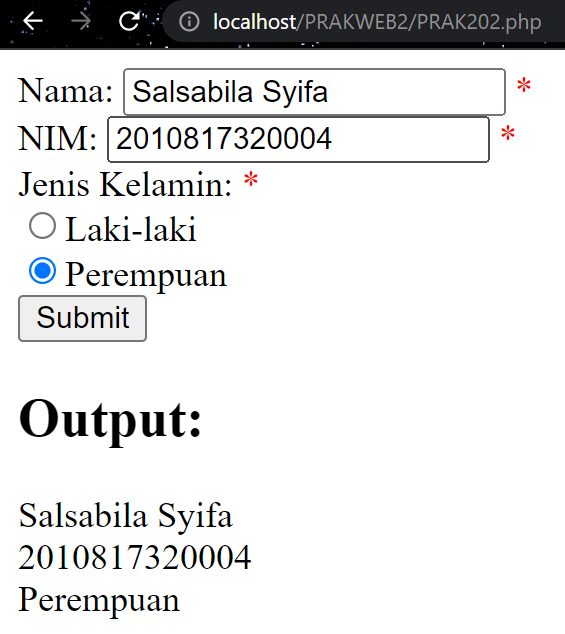 localhost/PRAKWEB2/PRAK202.php
Nama: Salsabila Syifa *
NIM: 2010817320004 *
Jenis Kelamin: *
Laki-laki
Perempuan
Submit
Output:
Salsabila Syifa
2010817320004
Perempuan